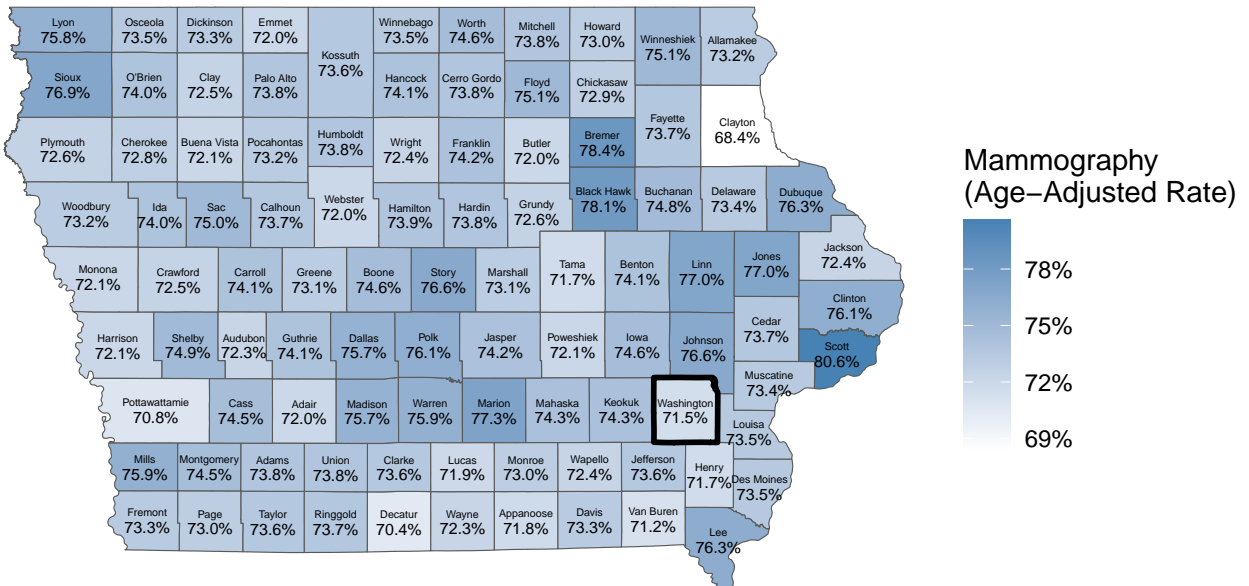 Lyon
75.8%
Osceola
73.5%
Dickinson
73.3%
Emmet
72.0%
Kossuth
73.6%
Winnebago
73.5%
Worth
74.6%
Mitchell
73.8%
Howard
73.0%
Winneshiek
75.1%
Allamakee
73.2%
Sioux
76.9%
O'Brien
74.0%
Clay
72.5%
Palo Alto
73.8%
Hancock
74.1%
Cerro Gordo
73.8%
Floyd
75.1%
Chickasaw
72.9%
Fayette
73.7%
Clayton
68.4%
Plymouth
72.6%
Cherokee
72.8%
Buena Vista
72.1%
Pocahontas
73.2%
Humboldt
73.8%
Wright
72.4%
Franklin
74.2%
Butler
72.0%
Bremer
78.4%
Woodbury
73.2%
Ida
74.0%
Sac
75.0%
Calhoun
73.7%
Webster
72.0%
Hamilton
73.9%
Hardin
73.8%
Grundy
72.6%
Black Hawk
78.1%
Buchanan
74.8%
Delaware
73.4%
Dubuque
76.3%
Monona
72.1%
Crawford
72.5%
Carroll
74.1%
Greene
73.1%
Boone
74.6%
Story
76.6%
Marshall
73.1%
Tama
71.7%
Benton
74.1%
Linn
77.0%
Jones
77.0%
Jackson
72.4%
Clinton
76.1%
Harrison
72.1%
Shelby
74.9%
Audubon
72.3%
Guthrie
74.1%
Dallas
75.7%
Polk
76.1%
Jasper
74.2%
Poweshiek
72.1%
Iowa
74.6%
Johnson
76.6%
Cedar
73.7%
Scott
80.6%
Muscatine
73.4%
Pottawattamie
70.8%
Cass
74.5%
Adair
72.0%
Madison
75.7%
Warren
75.9%
Marion
77.3%
Mahaska
74.3%
Keokuk
74.3%
Washington
71.5%
Louisa
73.5%
Mills
75.9%
Montgomery
74.5%
Adams
73.8%
Union
73.8%
Clarke
73.6%
Lucas
71.9%
Monroe
73.0%
Wapello
72.4%
Jefferson
73.6%
Henry
71.7%
Des Moines
73.5%
Fremont
73.3%
Page
73.0%
Taylor
73.6%
Ringgold
73.7%
Decatur
70.4%
Wayne
72.3%
Appanoose
71.8%
Davis
73.3%
Van Buren
71.2%
Lee
76.3%
Mammography
(Age−Adjusted Rate)
78%
75%
72%
69%